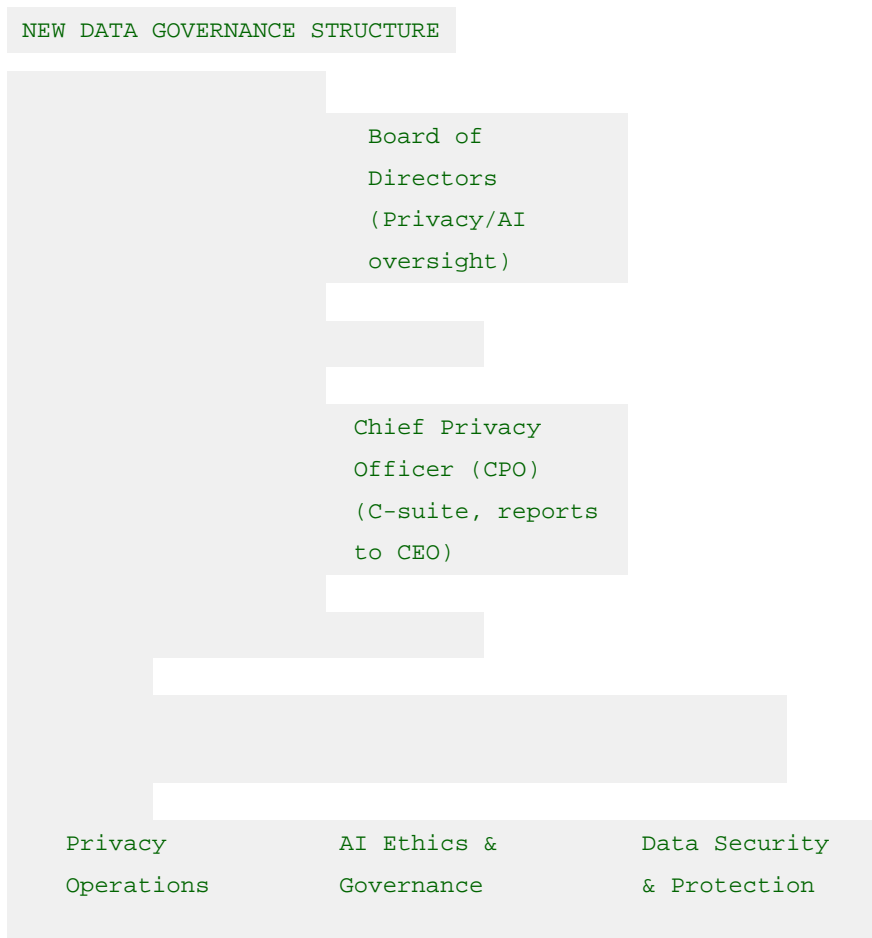 NEW DATA GOVERNANCE STRUCTURE
Board of
Directors
(Privacy/AI
oversight)
Chief Privacy
Officer (CPO)
(C-suite, reports
to CEO)
Privacy AI Ethics & Data Security
Operations Governance & Protection